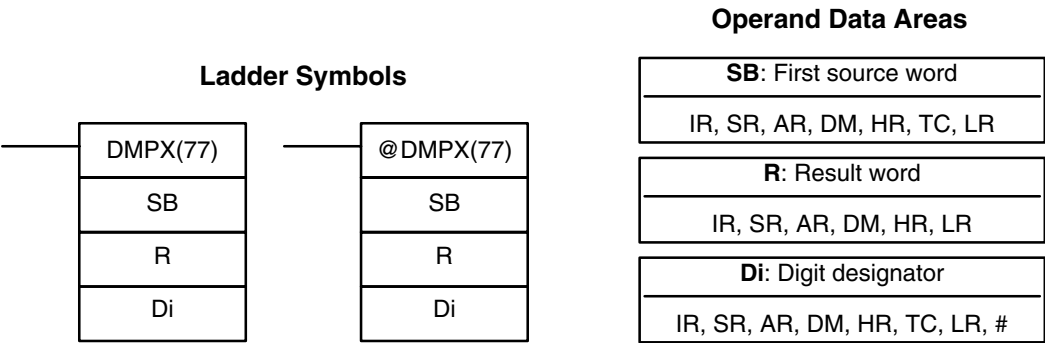 Ladder Symbols
DMPX(77)
SB
R
Di
@DMPX(77)
SB
R
Di
Operand Data Areas
SB: First source word
IR, SR, AR, DM, HR, TC, LR
R: Result word
IR, SR, AR, DM, HR, LR
Di: Digit designator
IR, SR, AR, DM, HR, TC, LR, #